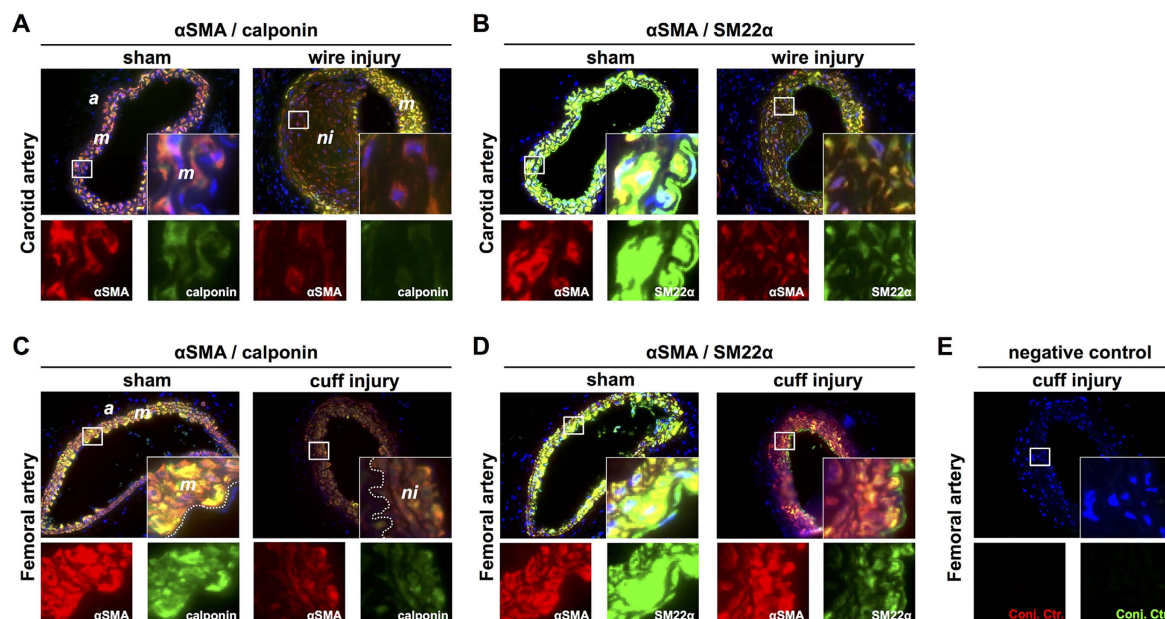 A
αSMA / calponin
sham
wire injury
Carotid artery
a
m
m
ni
m
αSMA
calponin
αSMA
calponin
B
αSMA / SM22α
sham
wire injury
Carotid artery
αSMA
SM22α
αSMA
SM22α
C
αSMA / calponin
sham
cuff injury
Femoral artery
a
m
m
ni
αSMA
calponin
αSMA
calponin
D
αSMA / SM22α
sham
cuff injury
Femoral artery
αSMA
SM22α
αSMA
SM22α
E
negative control
cuff injury
Femoral artery
Conj. Ctr.
Conj. Ctr.